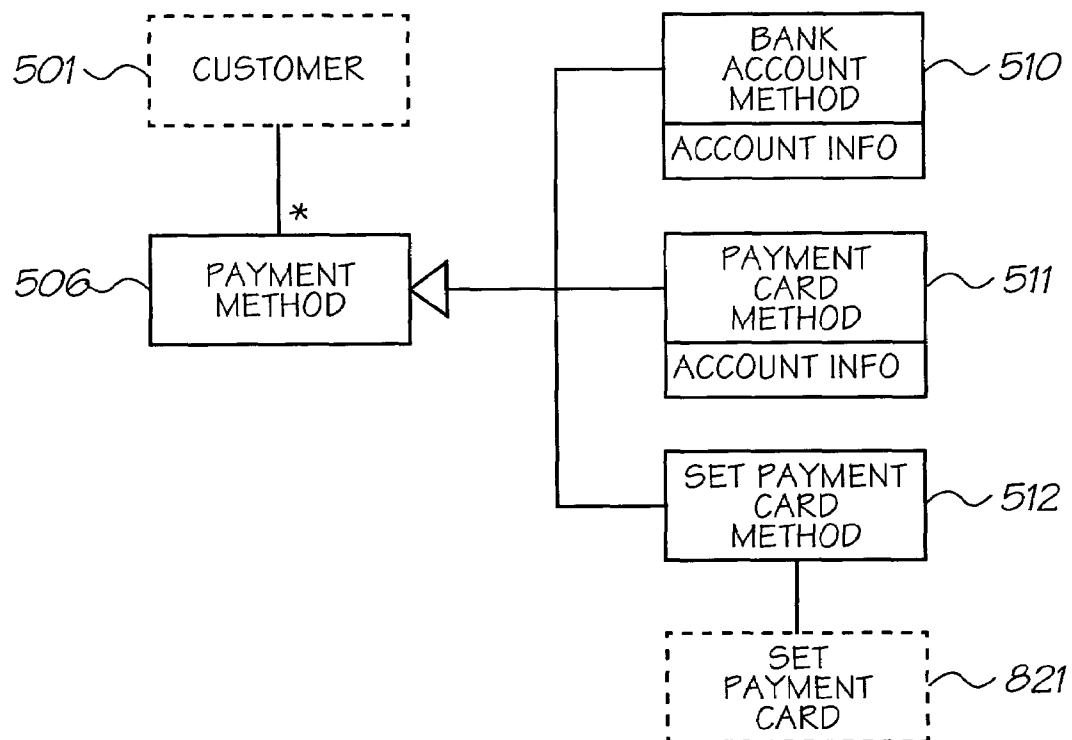 501
CUSTOMER
*
506
PAYMENT
METHOD
BANK
ACCOUNT
METHOD
ACCOUNT INFO
510
PAYMENT
CARD
METHOD
ACCOUNT INFO
511
SET PAYMENT
CARD
METHOD
512
SET
PAYMENT
CARD
821